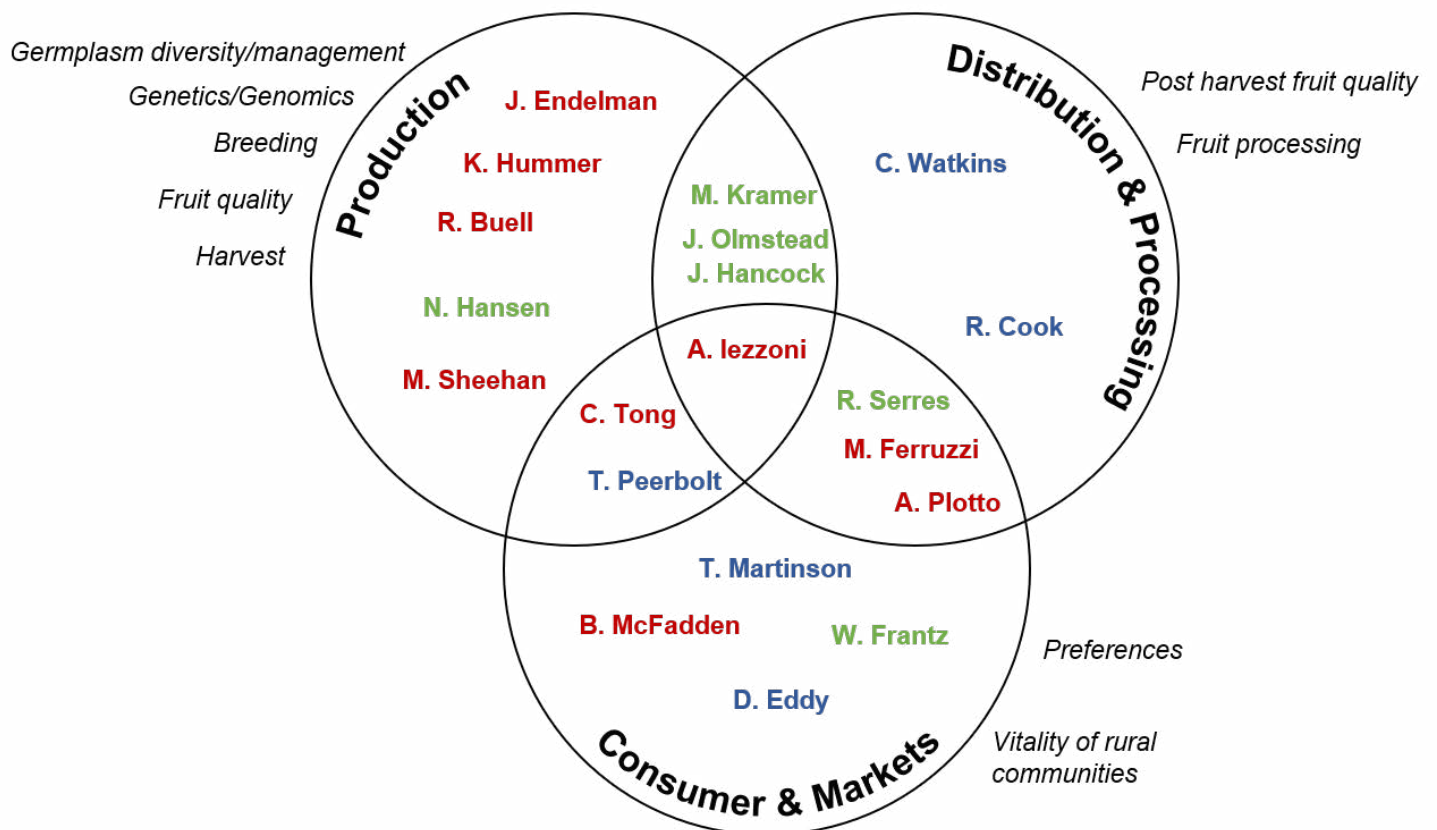 Germplasm diversity/management
Genetics/Genomics
Breeding
Fruit quality
Harvest
Production
J. Endelman
K. Hummer
R. Buell
N. Hansen
M. Sheehan
M. Kramer
J. Olmstead
J. Hancock
A. Iezzoni
C. Tong
T. Peerbolt
Distribution & Processing
Post harvest fruit quality
Fruit processing
C. Watkins
R. Cook
R. Serres
M. Ferruzzi
A. Plotto
T. Martinson
B. McFadden
W. Frantz
D. Eddy
Consumer & Markets
Preferences
Vitality of rural
communities